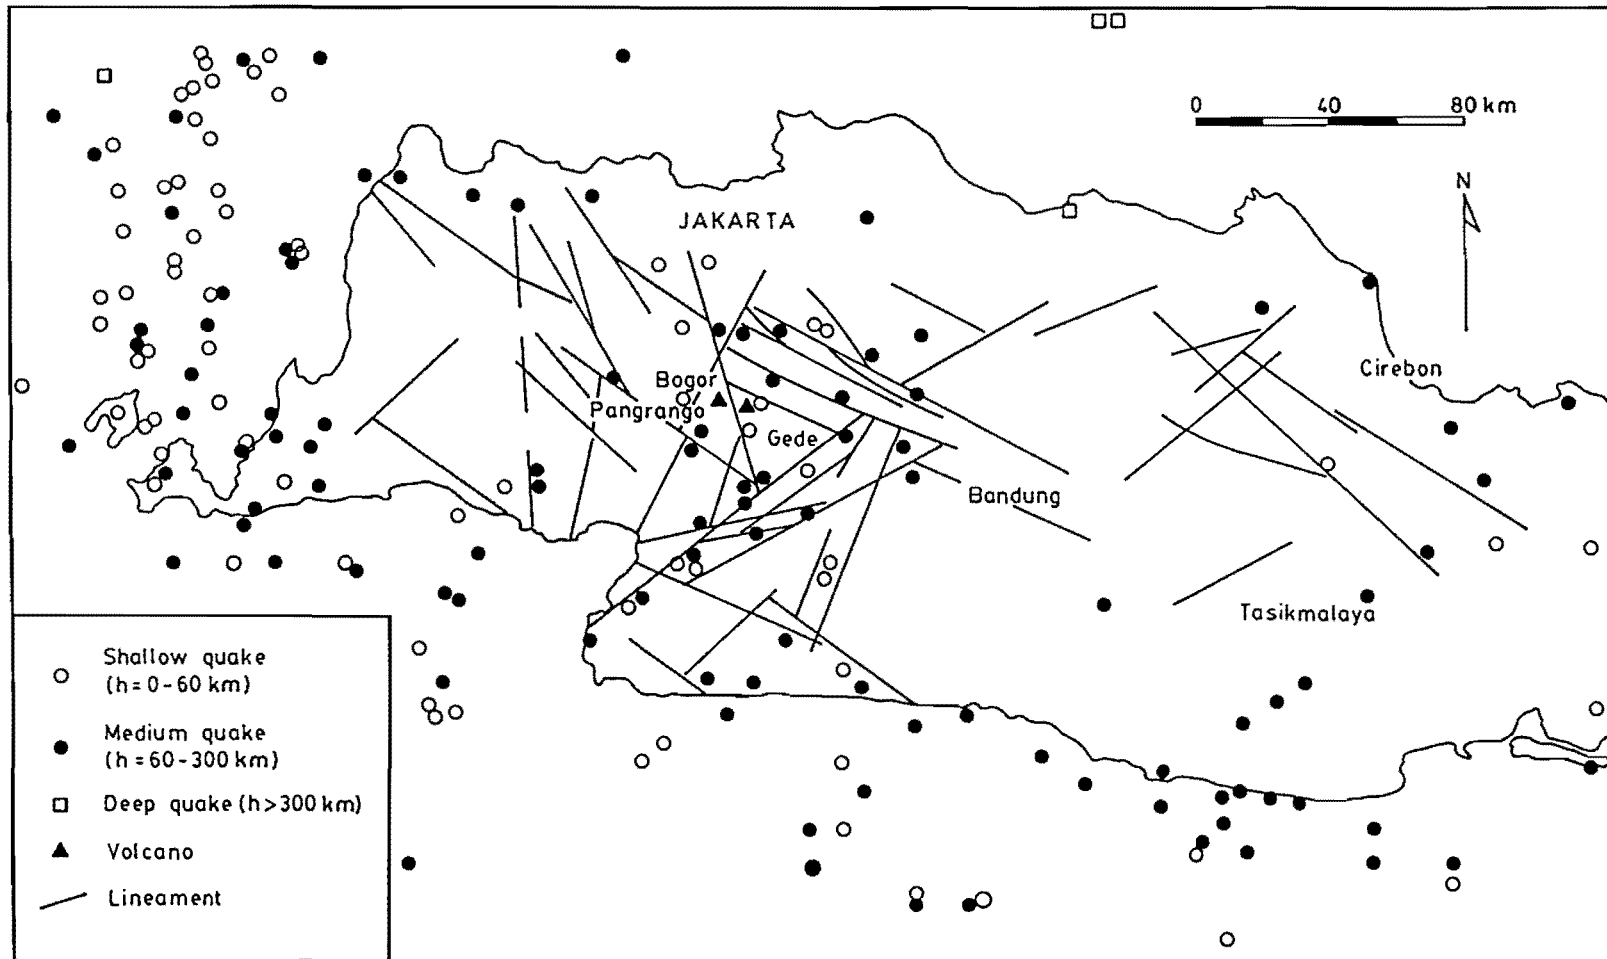 0 40 80 km
N
JAKARTA
Cirebon
Bogor
Pangrango
Gede
Bandung
Tasikmalaya
Shallow quake
(h = 0-60 km)
Medium quake
(h = 60-300 km)
Deep quake (h > 300 km)
Volcano
Lineament